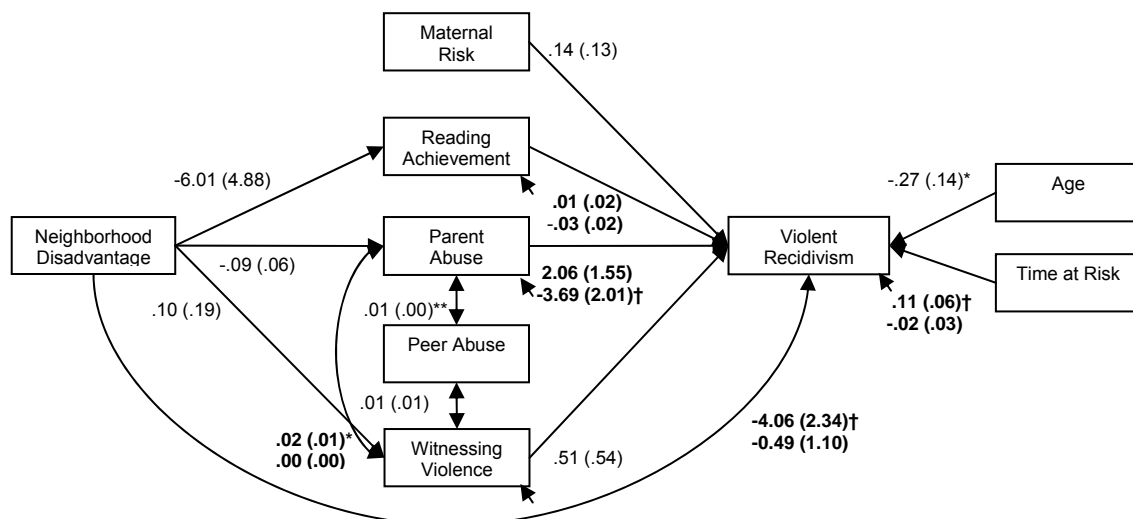 Maternal
Risk
.14 (.13)
Reading
Achievement
-6.01 (4.88)
.01 (.02)
-.03 (.02)
-.27 (.14)*
Age
Neighborhood
Disadvantage
-.09 (.06)
Parent
Abuse
Violent
Recidivism
2.06 (1.55)
-3.69 (2.01)†
Time at Risk
.10 (.19)
.01 (.00)**
.11 (.06)†
-.02 (.03)
Peer Abuse
.01 (.01)
.02 (.01)*
.00 (.00)
Witnessing
Violence
.51 (.54)
-4.06 (2.34)†
-0.49 (1.10)